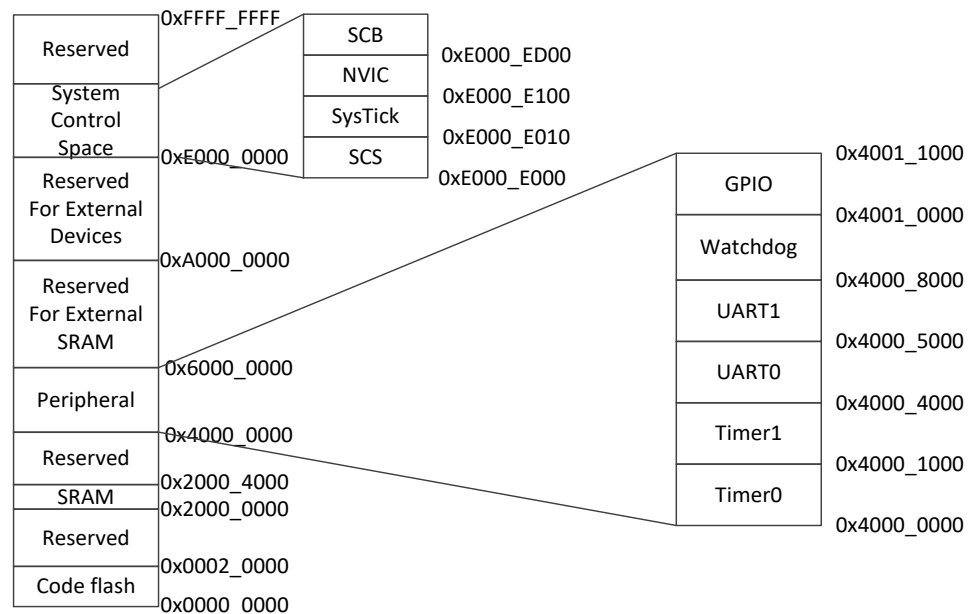 0xFFFF_FFFF
Reserved
System
Control
Space
0xE000_0000
Reserved
For External
Devices
0xA000_0000
Reserved
For External
SRAM
0x6000_0000
Peripheral
0x4000_0000
Reserved
0x2000_4000
SRAM
0x2000_0000
Reserved
0x0002_0000
Code flash
0x0000_0000
SCB
0xE000_ED00
NVIC
0xE000_E100
SysTick
0xE000_E010
SCS
0xE000_E000
0x4001_1000
GPIO
0x4001_0000
Watchdog
0x4000_8000
UART1
0x4000_5000
UART0
0x4000_4000
Timer1
0x4000_1000
Timer0
0x4000_0000